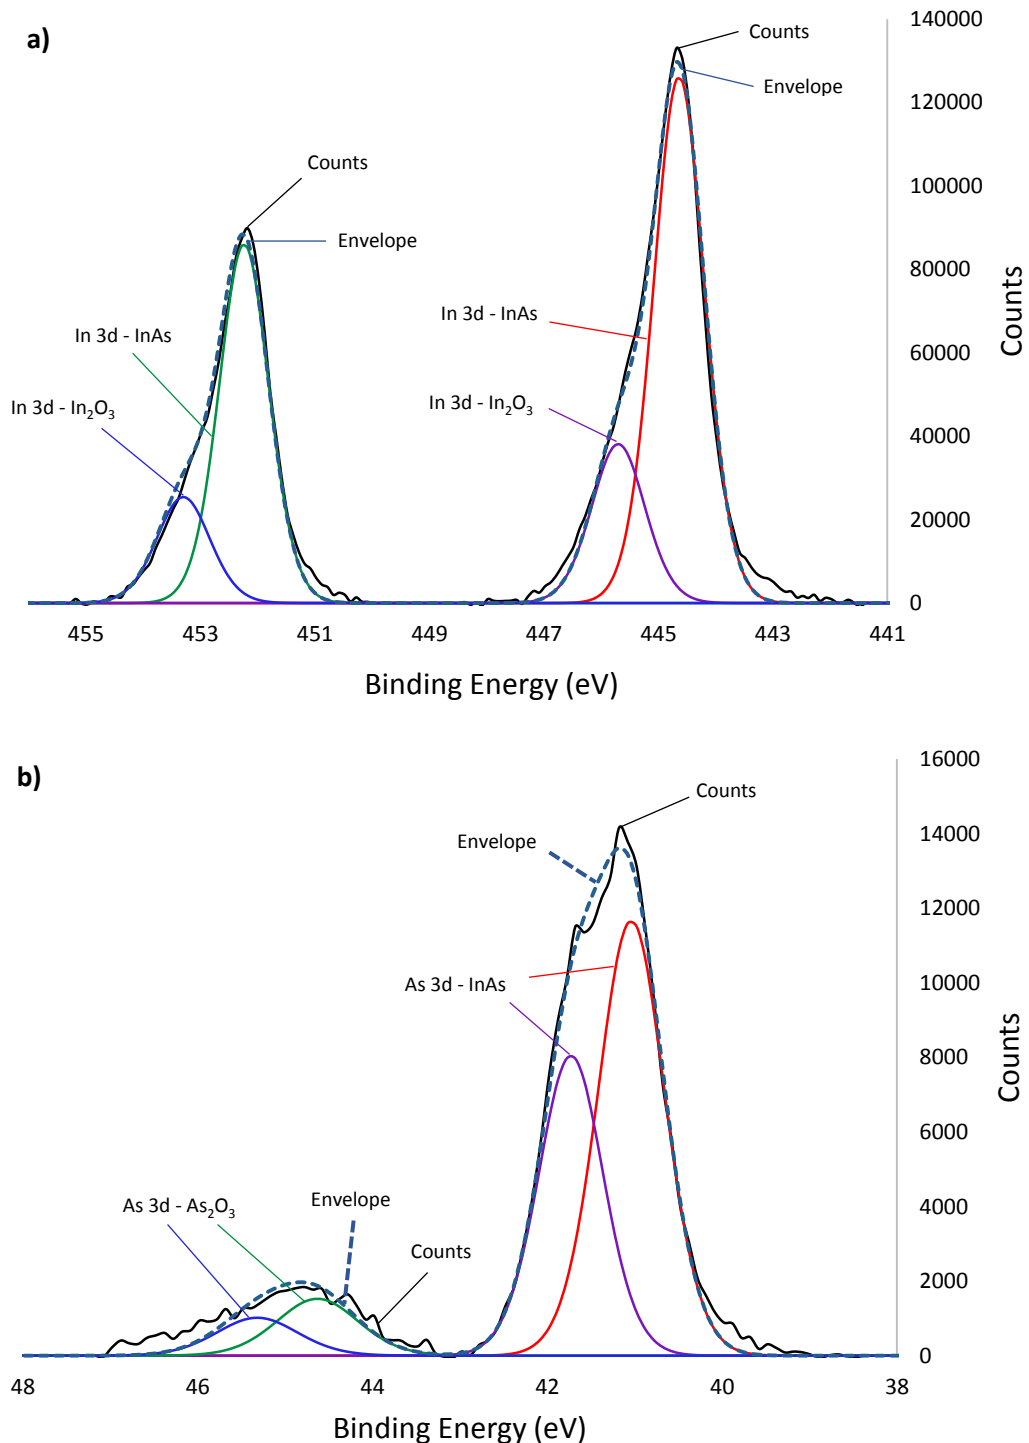 a)
140000
Counts
120000
Envelope
100000
Counts
80000
Envelope
In 3d - InAs
In 3d - InAs
60000
In 3d - In₂O₃
In 3d - In₂O₃
40000
20000
0
Counts
455 453 451 449 447 445 443 441
Binding Energy (eV)
b)
16000
Counts
14000
Envelope
12000
As 3d - InAs
10000
8000
6000
4000
As 3d - As₂O₃
Envelope
Counts
2000
0
Counts
48 46 44 42 40 38
Binding Energy (eV)